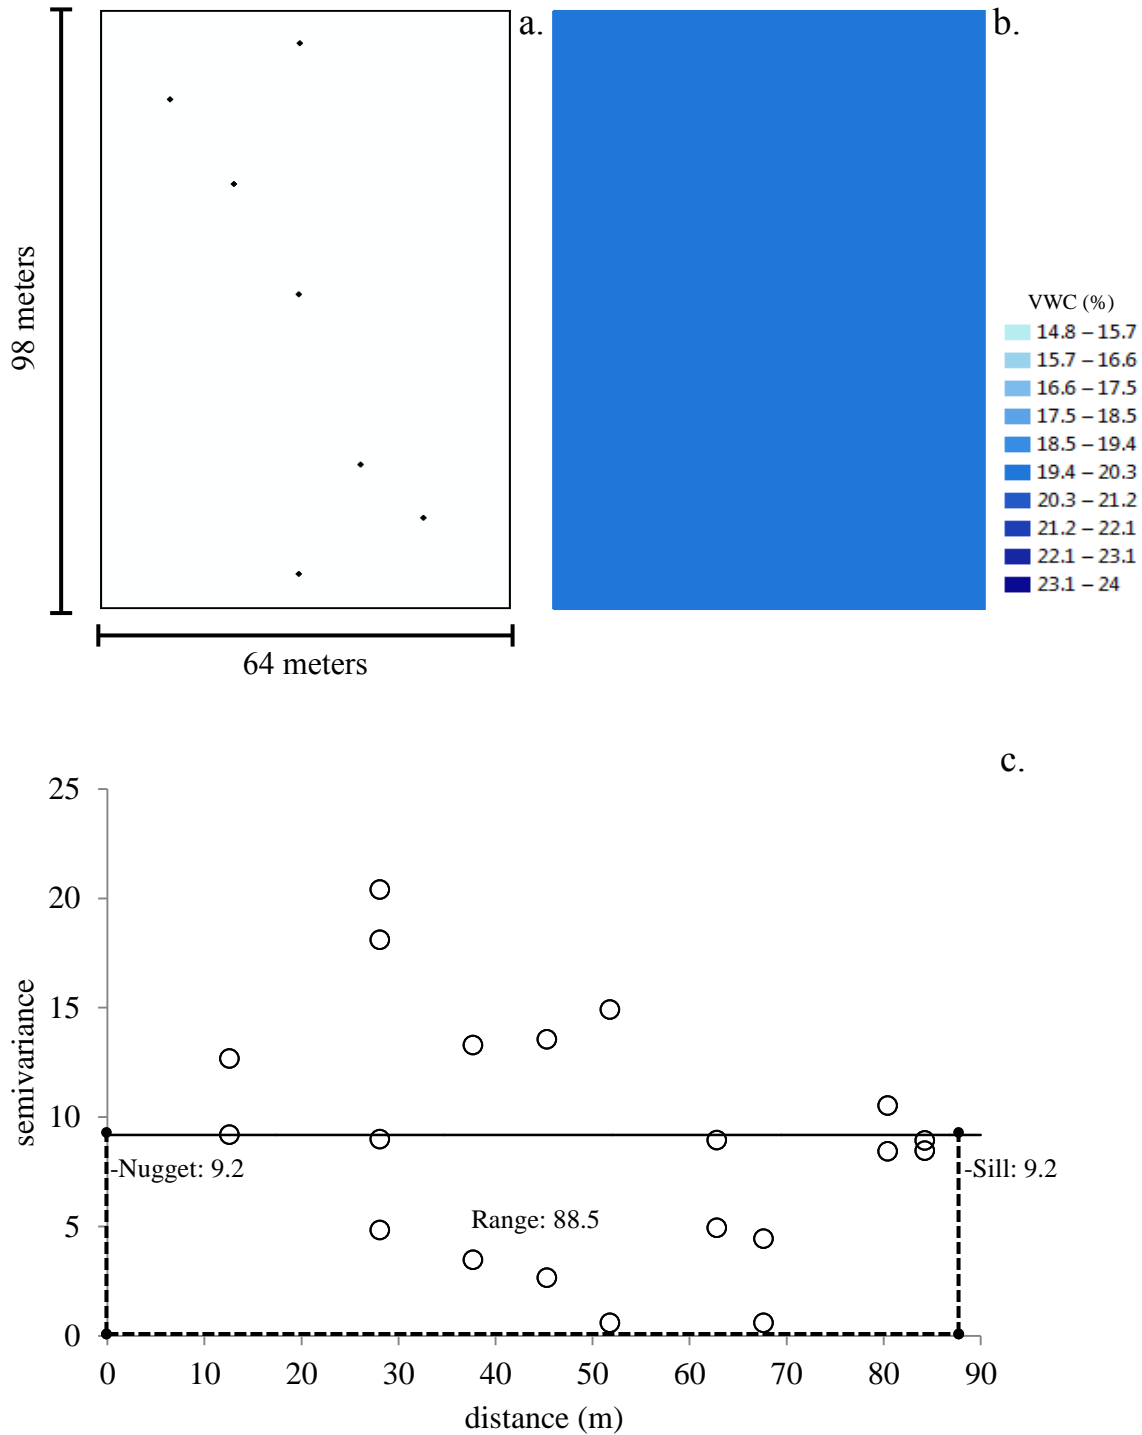 a.
b.
98 meters
64 meters
VWC (%)
14.8 – 15.7
15.7 – 16.6
16.6 – 17.5
17.5 – 18.5
18.5 – 19.4
19.4 – 20.3
20.3 – 21.2
21.2 – 22.1
22.1 – 23.1
23.1 – 24
c.
25
20
15
10
5
0
semivariance
-Nugget: 9.2
-Sill: 9.2
Range: 88.5
0 10 20 30 40 50 60 70 80 90
distance (m)